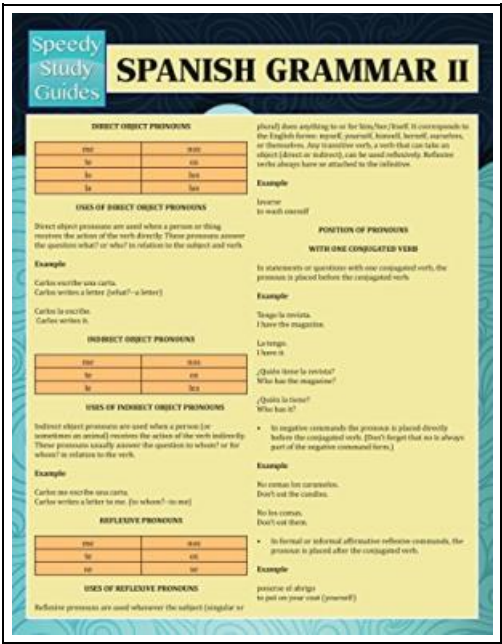 Speedy
Study
Guides
SPANISH GRAMMAR II
DIRECT OBJECT PRONOUNS
me nos
te os
lo los
la las
USES OF DIRECT OBJECT PRONOUNS
Direct object pronouns are used when a person or thing
receives the action of the verb directly. These pronouns answer
the question what? or who? in relation to the subject and verb.
Example
Carlos escribe una carta.
Carlos writes a letter (what?-a letter)
Carlos la escribe.
Carlos writes it.
INDIRECT OBJECT PRONOUNS
me nos
te os
le les
USES OF INDIRECT OBJECT PRONOUNS
Indirect object pronouns are used when a person (or
sometimes an animal) receives the action of the verb indirectly.
These pronouns usually answer the question to whom? or for
whom? in relation to the verb.
Example
Carlos me escribe una carta.
Carlos writes a letter to me. (to whom?-to me)
REFLEXIVE PRONOUNS
me nos
te os
se se
USES OF REFLEXIVE PRONOUNS
Reflexive pronouns are used whenever the subject (singular or
plural) does anything to or for him/her/itself. It corresponds to
the English forms: myself, yourself, himself, herself, ourselves,
or themselves. Any transitive verb, a verb that can take an
object (direct or indirect), can be used reflexively. Reflexive
verbs always have se attached to the infinitive.
Example
lavarse
to wash oneself
POSITION OF PRONOUNS
WITH ONE CONJUGATED VERB
In statements or questions with one conjugated verb, the
pronoun is placed before the conjugated verb.
Example
Tengo la revista.
I have the magazine.
La tengo.
I have it.
¿Quién tiene la revista?
Who has the magazine?
¿Quién la tiene?
Who has it?
• In negative commands the pronoun is placed directly
before the conjugated verb. (Don't forget that no is always
part of the negative command form.)
Example
No comas los caramelos.
Don't eat the candies.
No los comas.
Don't eat them.
• In formal or informal affirmative reflexive commands, the
pronoun is placed after the conjugated verb.
Example
ponerse el abrigo
to put on your coat (yourself)